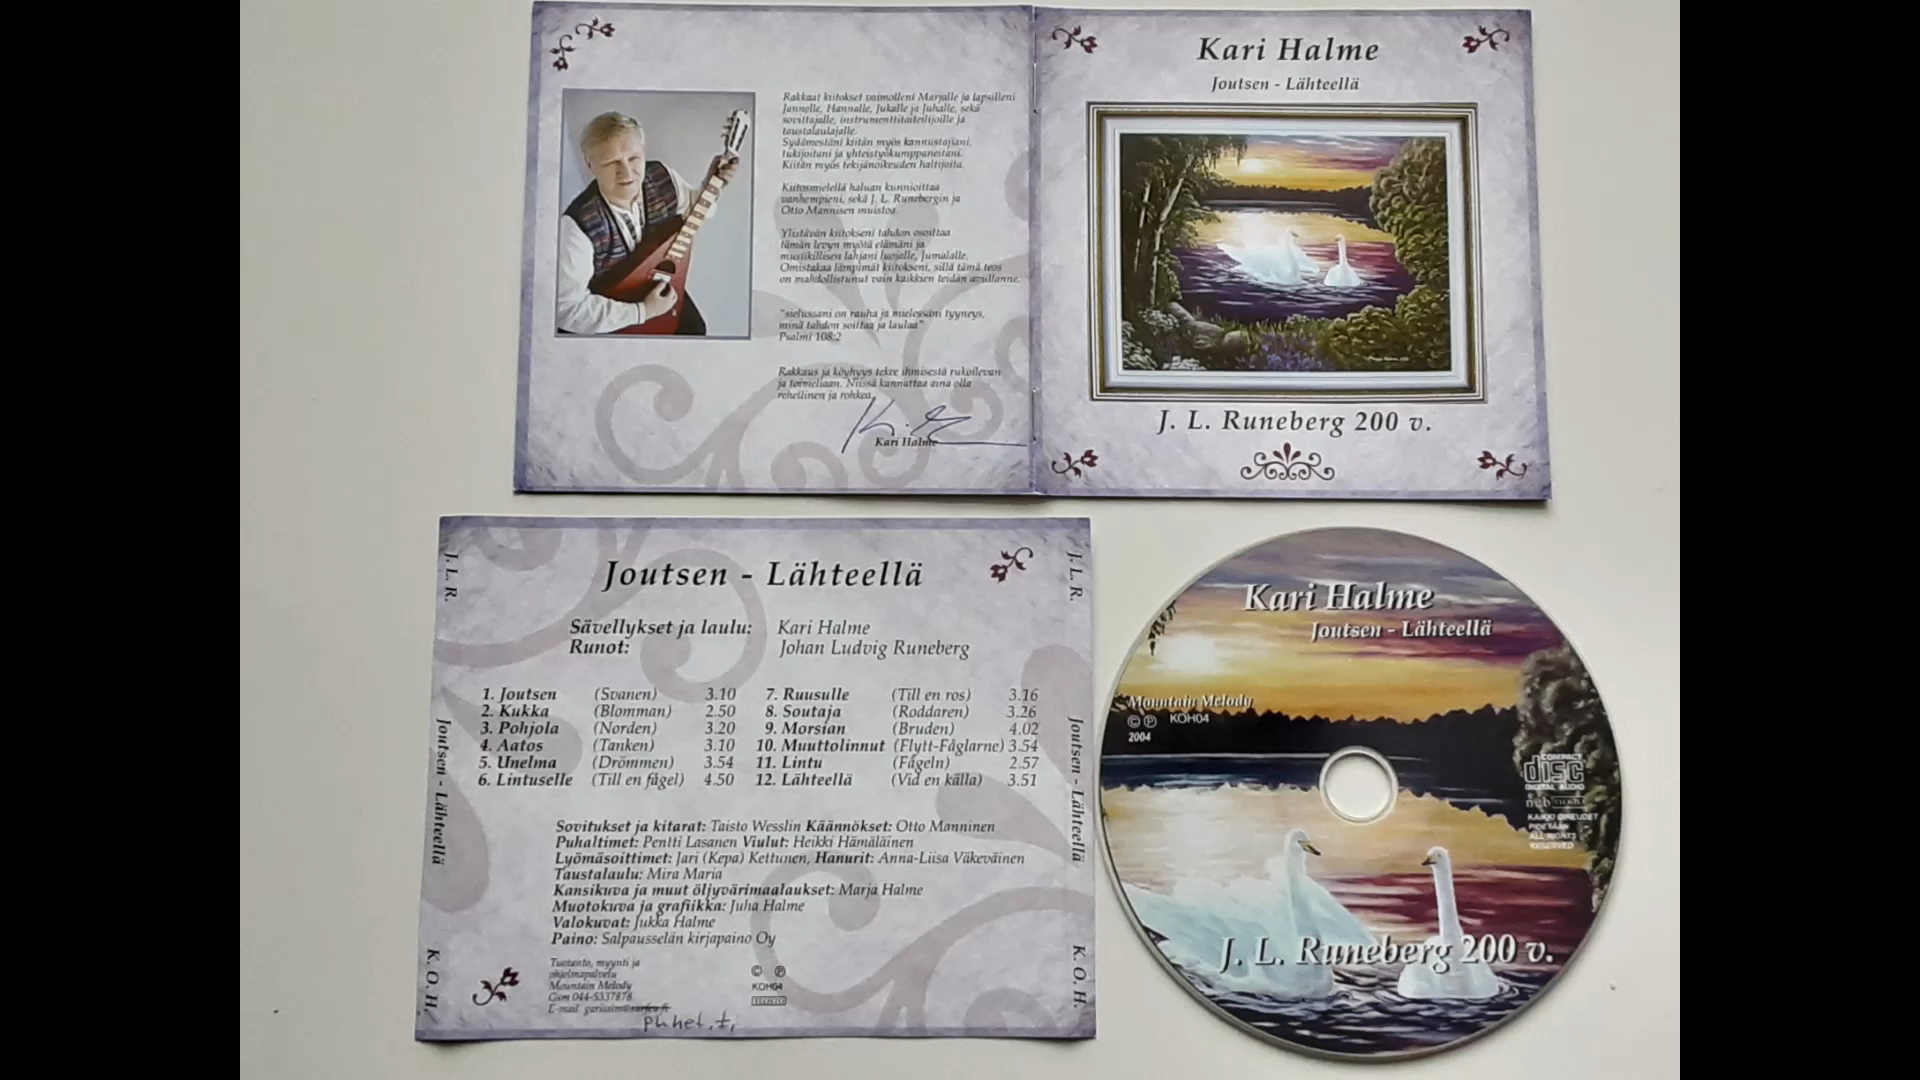 Rakkaat kiitokset vaimolleni Marjalle ja lapsilleni
Jannelle, Hannalle, Jukalle ja Juhalle, sekä
sovittajalle, instrumenttitaiteilijoille ja
taustalaulajalle.
Sydämestäni kiitän myös kannustajiani,
tukijoitani ja yhteistyökumppaneitani.
Kiitän myös tekijänoikeuden haltijoita.
Kiitosmielellä haluan kunnioittaa
vanhempieni, sekä J. L. Runebergin ja
Otto Mannisen muistoa.
Ylistävän kiitokseni tahdon osoittaa
tämän levyn myötä elämäni ja
musiikillisen lahjani luojalle, Jumalalle.
Omistakaa lämpimät kiitokseni, sillä tämä teos
on mahdollistunut vain kaikkien teidän avullanne.
"sielussani on rauha ja mielessäni tyyneys,
minä tahdon soittaa ja laulaa"
Psalmi 108:2
Rakkaus ja köyhyys tekee ihmisestä rukoilevan
ja toimeliaan. Niissä kannattaa aina olla
rehellinen ja rohkea.
Kari Halme
Kari Halme
Joutsen - Lähteellä
J. L. Runeberg 200 v.
J. L. R.
Joutsen - Lähteellä
K. O. H.
Joutsen - Lähteellä
Sävellykset ja laulu: Kari Halme
Runot: Johan Ludvig Runeberg
1. Joutsen (Svanen) 3.10
2. Kukka (Blomman) 2.50
3. Pohjola (Norden) 3.20
4. Aatos (Tanken) 3.10
5. Unelma (Drömmen) 3.54
6. Lintuselle (Till en fågel) 4.50
7. Ruusulle (Till en ros) 3.16
8. Soutaja (Roddaren) 3.26
9. Morsian (Bruden) 4.02
10. Muuttolinnut (Flytt-Fåglarne) 3.54
11. Lintu (Fågeln) 2.57
12. Lähteellä (Vid en källa) 3.51
Sovitukset ja kitarat: Taisto Wesslin Käännökset: Otto Manninen
Puhaltimet: Pentti Lasanen Viulut: Heikki Hämäläinen
Lyömäsoittimet: Jari (Kepa) Kettunen, Hanurit: Anna-Liisa Väkeväinen
Taustalaulu: Mira Maria
Kansikuva ja muut öljyvärimaalaukset: Marja Halme
Muotokuva ja grafiikka: Juha Halme
Valokuvat: Jukka Halme
Paino: Salpausselän kirjapaino Oy
Tuotanto, myynti ja
ohjelmapalvelu
Mountain Melody
Gsm 044-5337878
E-mail.
© ℗
KOH04
J. L. R.
Joutsen - Lähteellä
K. O. H.
Kari Halme
Joutsen - Lähteellä
Mountain Melody
© ℗ KOH04
2004
COMPACT
disc
DIGITAL AUDIO
ncb
KAIKKI OIKEUDET
PIDETÄÄN
ALL RIGHTS
RESERVED
J. L. Runeberg 200 v.